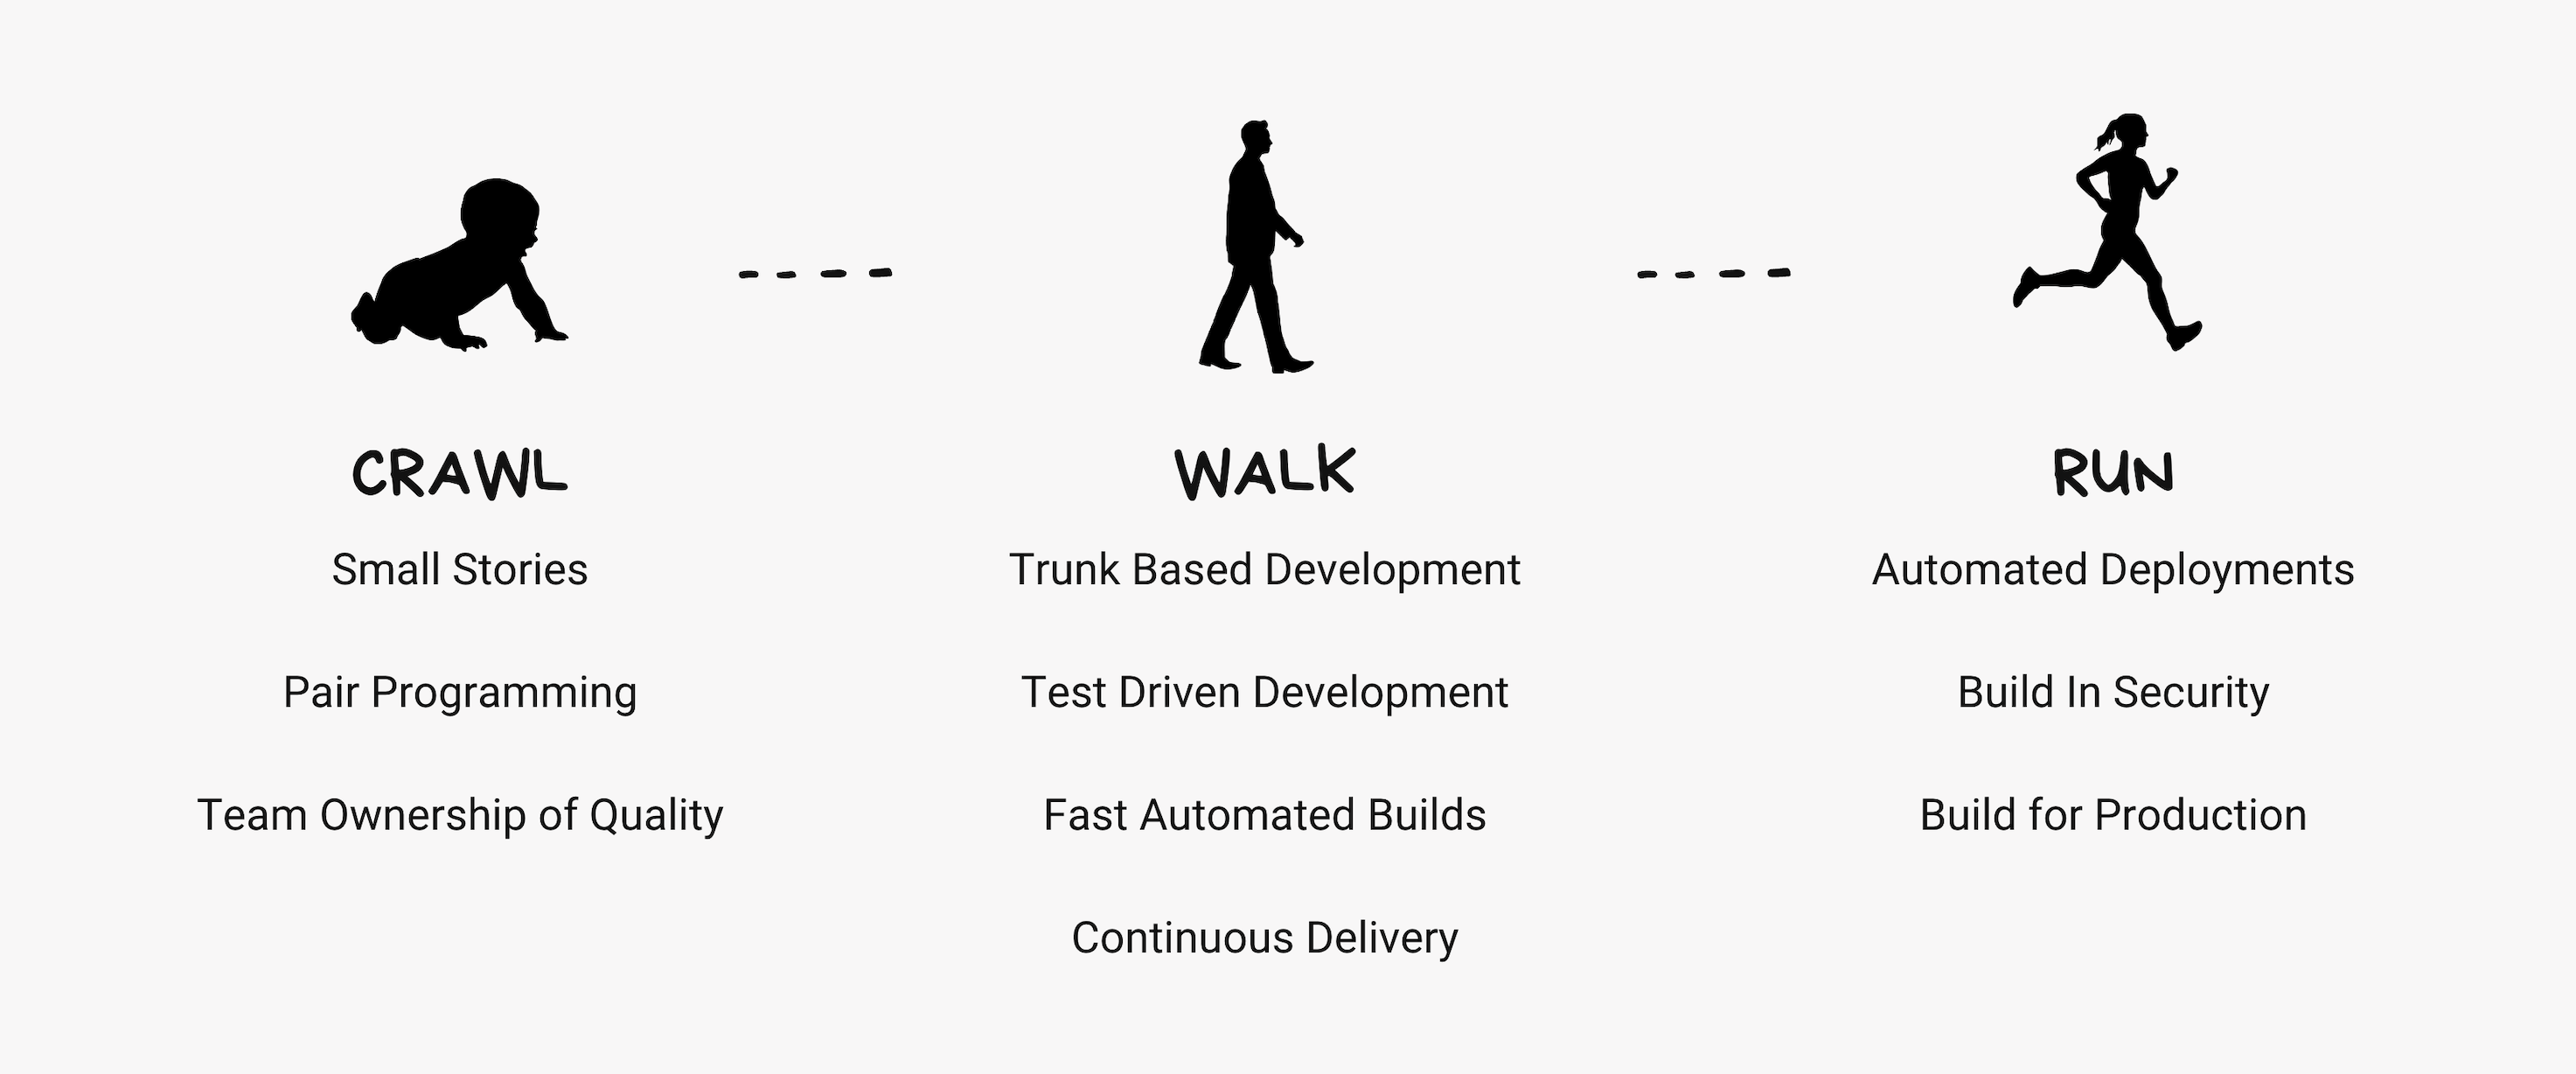 CRAWL
Small Stories
Pair Programming
Team Ownership of Quality
WALK
Trunk Based Development
Test Driven Development
Fast Automated Builds
Continuous Delivery
RUN
Automated Deployments
Build In Security
Build for Production